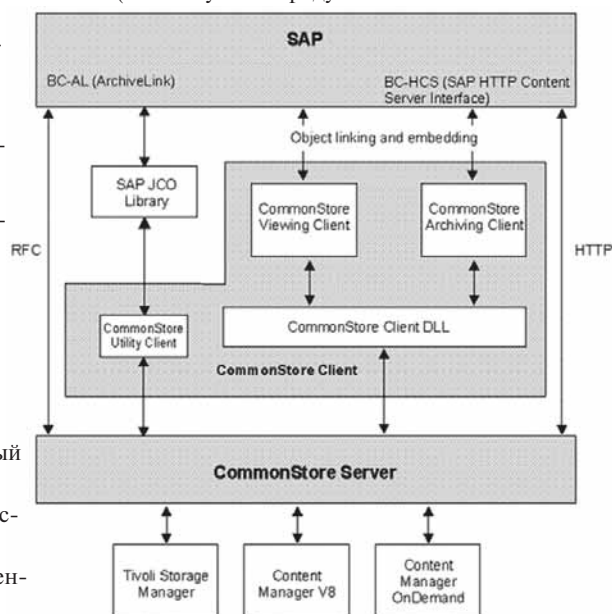 SAP
BC-AL (ArchiveLink)
BC-HCS (SAP HTTP Content
Server Interface)
Object linking and embedding
SAP JCO
Library
CommonStore
Viewing Client
CommonStore
Archiving Client
RFC
HTTP
CommonStore
Utility Client
CommonStore Client DLL
CommonStore Client
ый
CommonStore Server
с-
ен-
Tivoli Storage
Manager
Content
Manager V8
Content
Manager
OnDemand